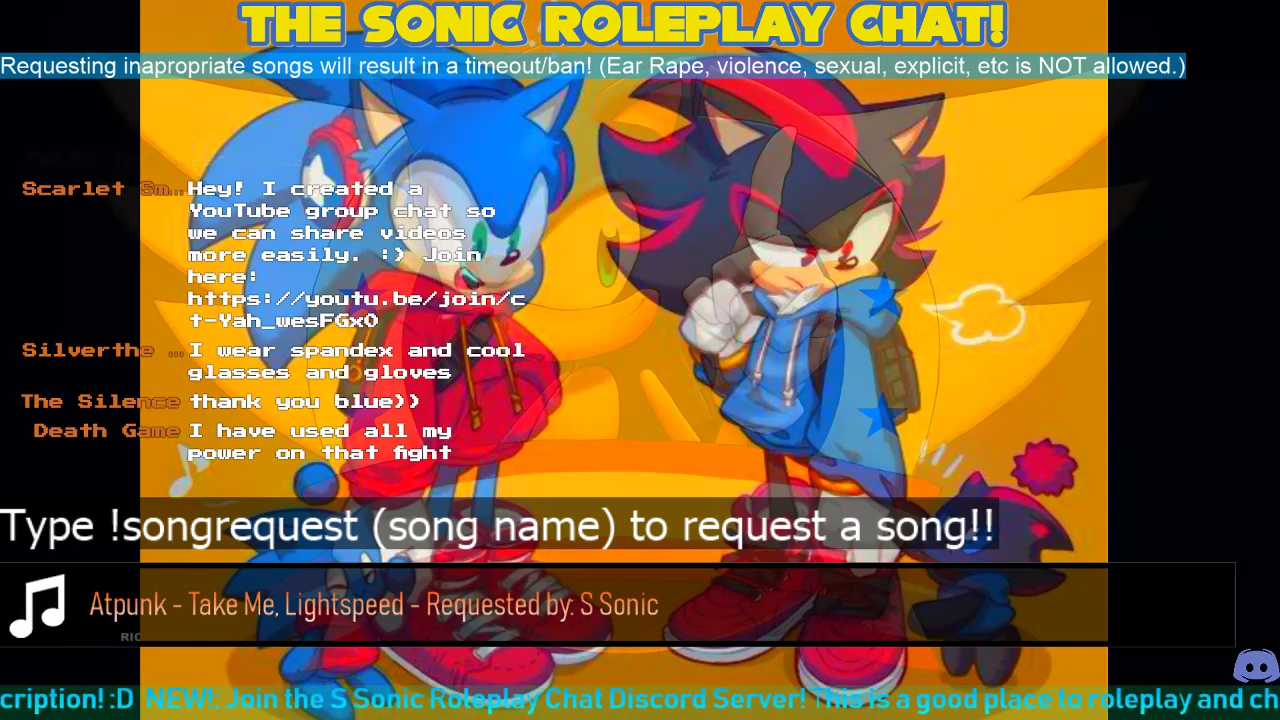 THE SONIC ROLEPLAY CHAT!
Requesting inapropriate songs will result in a timeout/ban! (Ear Rape, violence, sexual, explicit, etc is NOT allowed.)
Scarlet Sm... Hey! I created a
YouTube group chat so
we can share videos
more easily. :) Join
here:
https://youtu.be/join/c
t-Yah_wesFGxO
Silverthe ... I wear spandex and cool
glasses and gloves
The Silence thank you blue))
Death Game I have used all my
power on that fight
Type !songrequest (song name) to request a song!!
Atpunk - Take Me, Lightspeed - Requested by: S Sonic
cription! :D NEW!: Join the S Sonic Roleplay Chat Discord Server! This is a good place to roleplay and ch